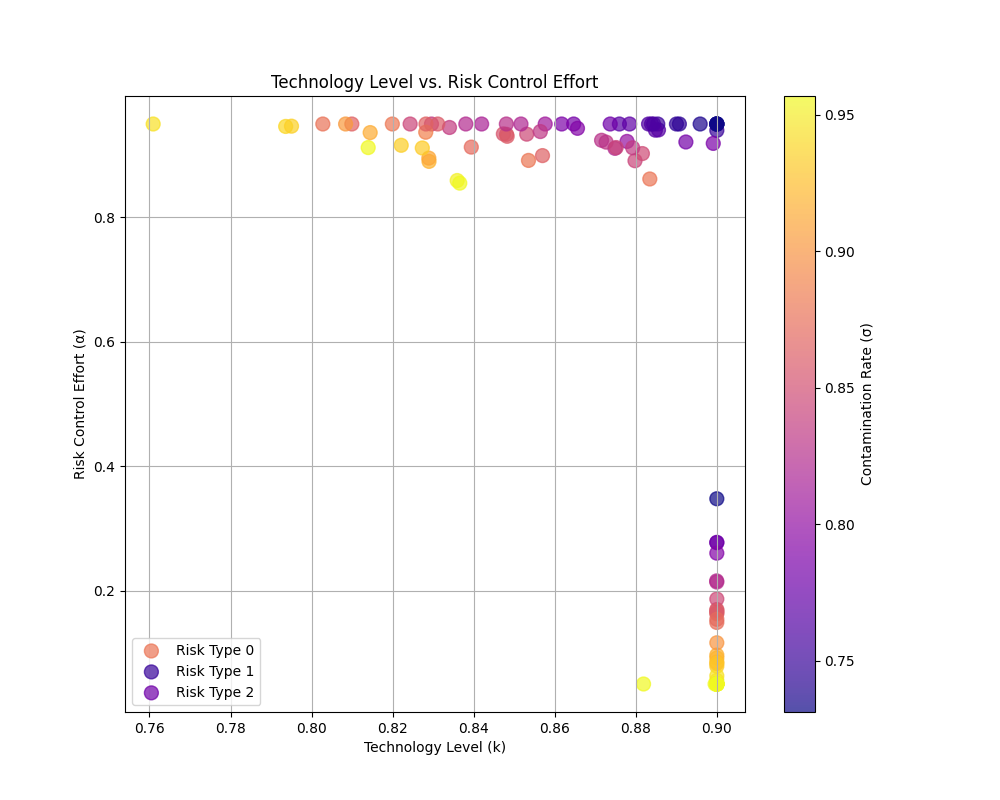 Technology Level vs. Risk Control Effort
Risk Control Effort (α)
0.8
0.6
0.4
0.2
0.76 0.78 0.80 0.82 0.84 0.86 0.88 0.90
Technology Level (k)
Risk Type 0
Risk Type 1
Risk Type 2
0.95
0.90
0.85
0.80
0.75
Contamination Rate (σ)